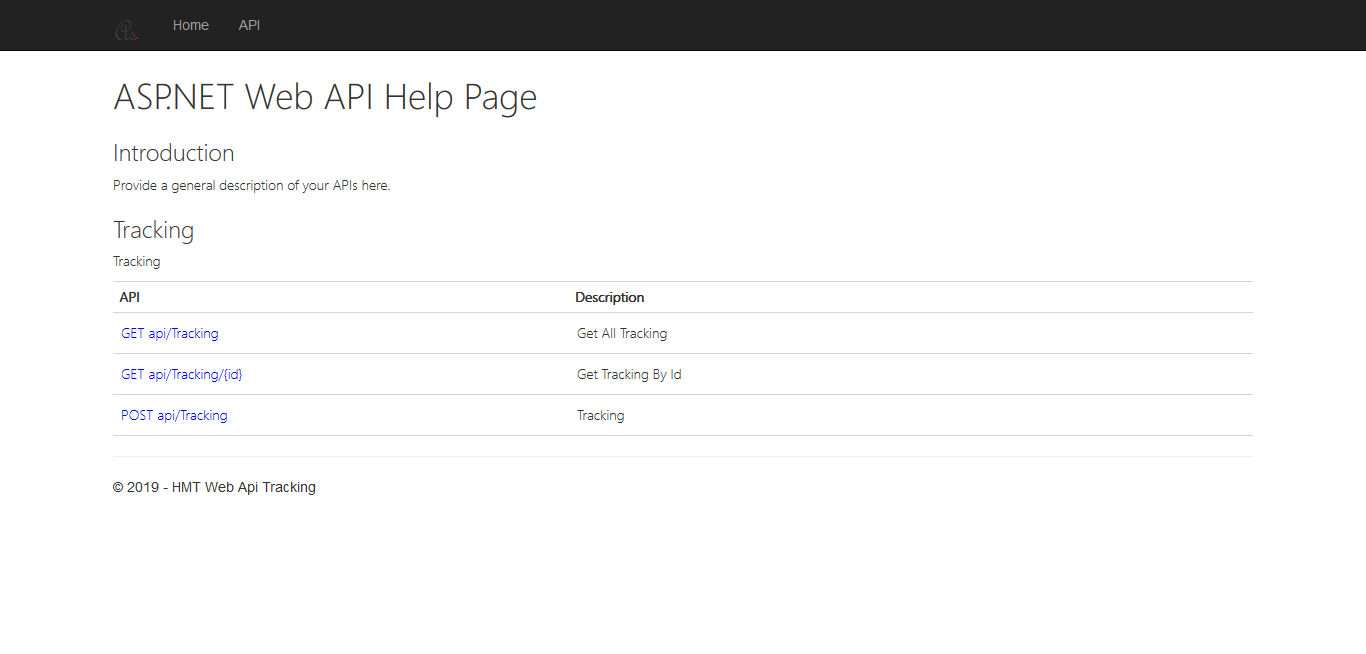 Home API
ASP.NET Web API Help Page
Introduction
Provide a general description of your APIs here.
Tracking
Tracking
API Description
GET api/Tracking Get All Tracking
GET api/Tracking/{id} Get Tracking By Id
POST api/Tracking Tracking
© 2019 - HMT Web Api Tracking